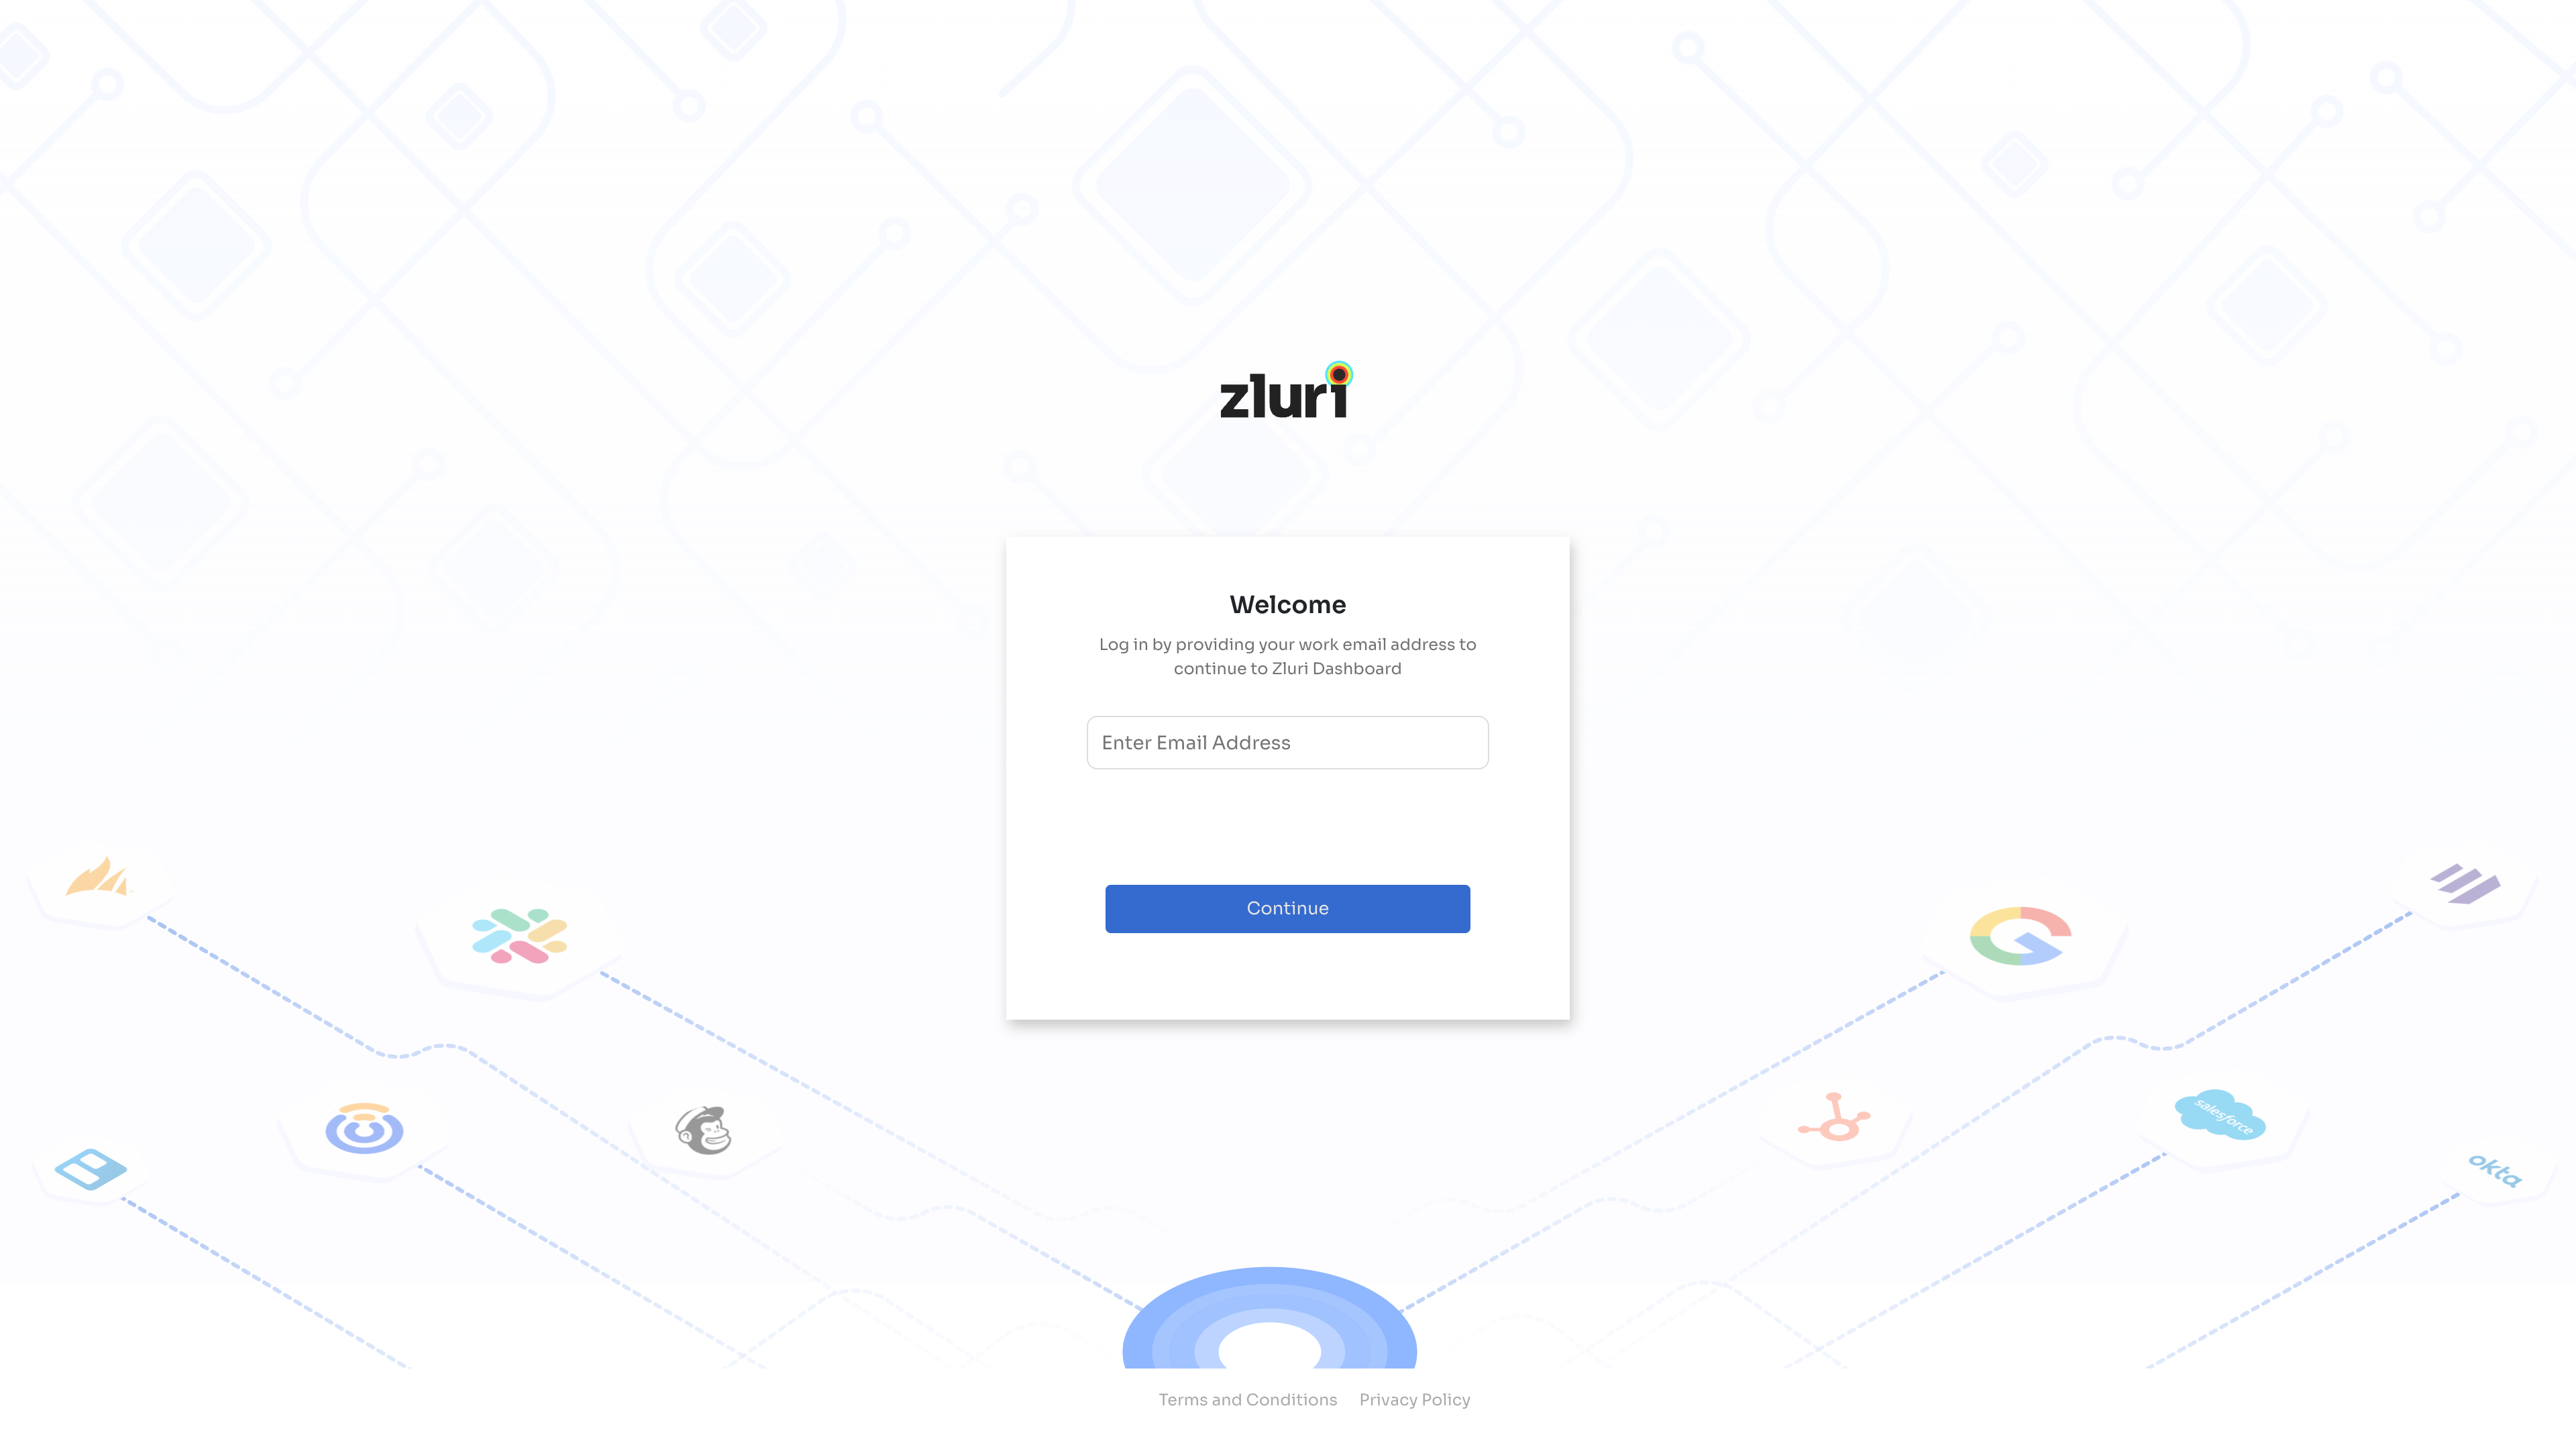 zluri
Welcome
Log in by providing your work email address to
continue to Zluri Dashboard
Enter Email Address
Continue
salesforce
okta
Terms and Conditions Privacy Policy